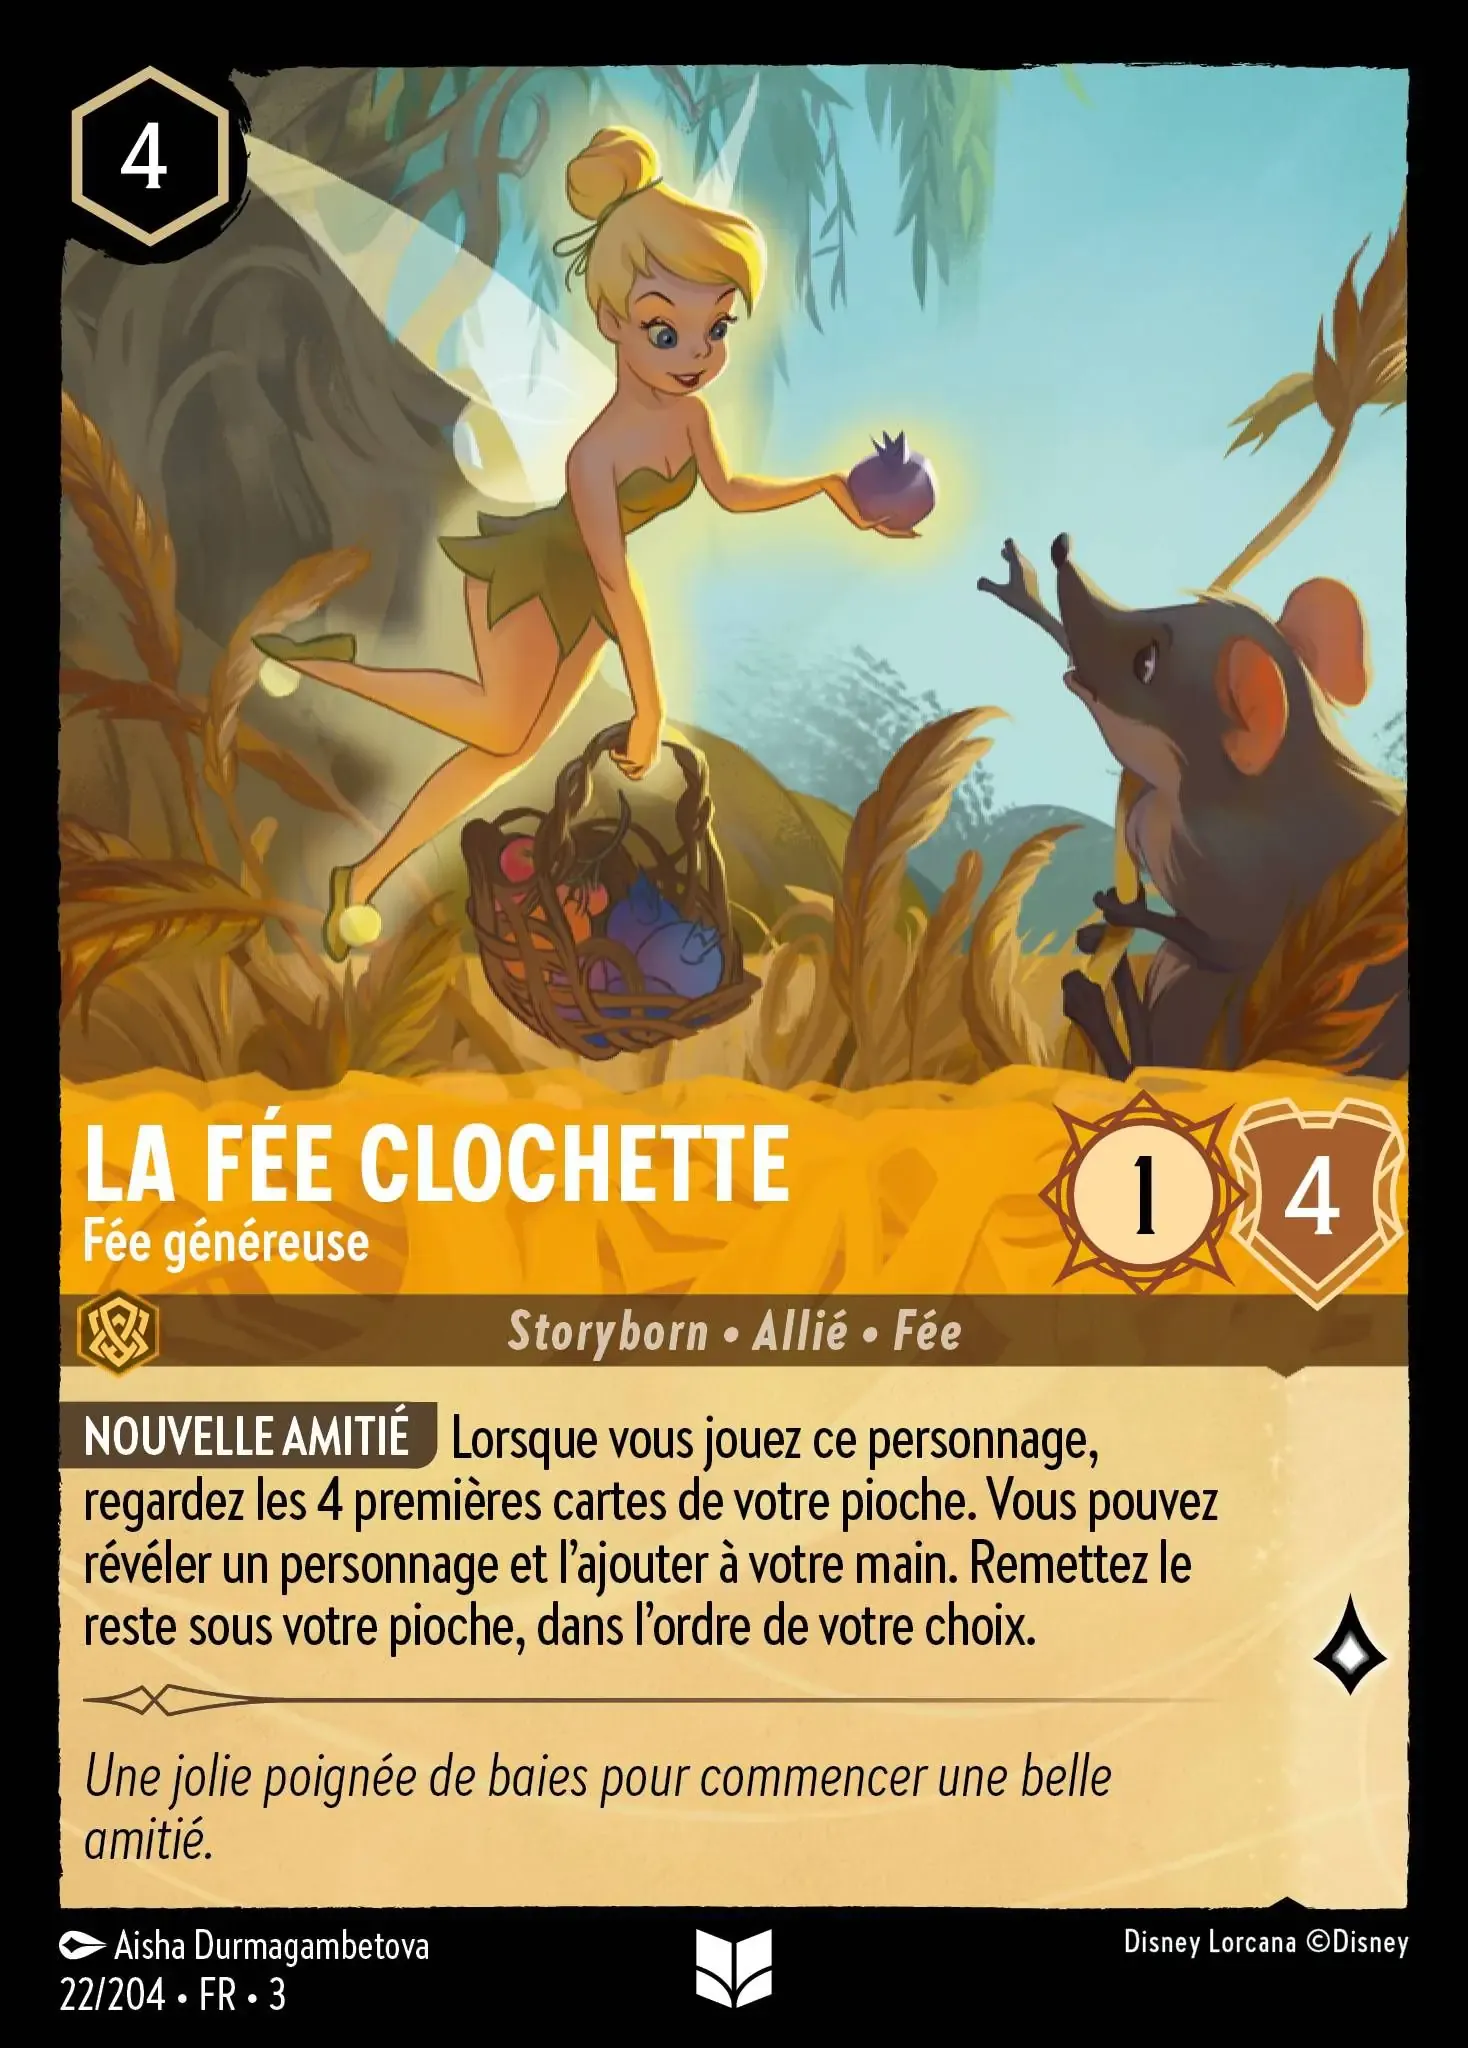 4
LA FÉE CLOCHETTE
Fée généreuse
1
4
Storyborn • Allié • Fée
NOUVELLE AMITIÉ Lorsque vous jouez ce personnage,
regardez les 4 premières cartes de votre pioche. Vous pouvez
révéler un personnage et l’ajouter à votre main. Remettez le
reste sous votre pioche, dans l’ordre de votre choix.
Une jolie poignée de baies pour commencer une belle
amitié.
Aisha Durmagambetova
Disney Lorcana ©Disney
22/204 • FR • 3